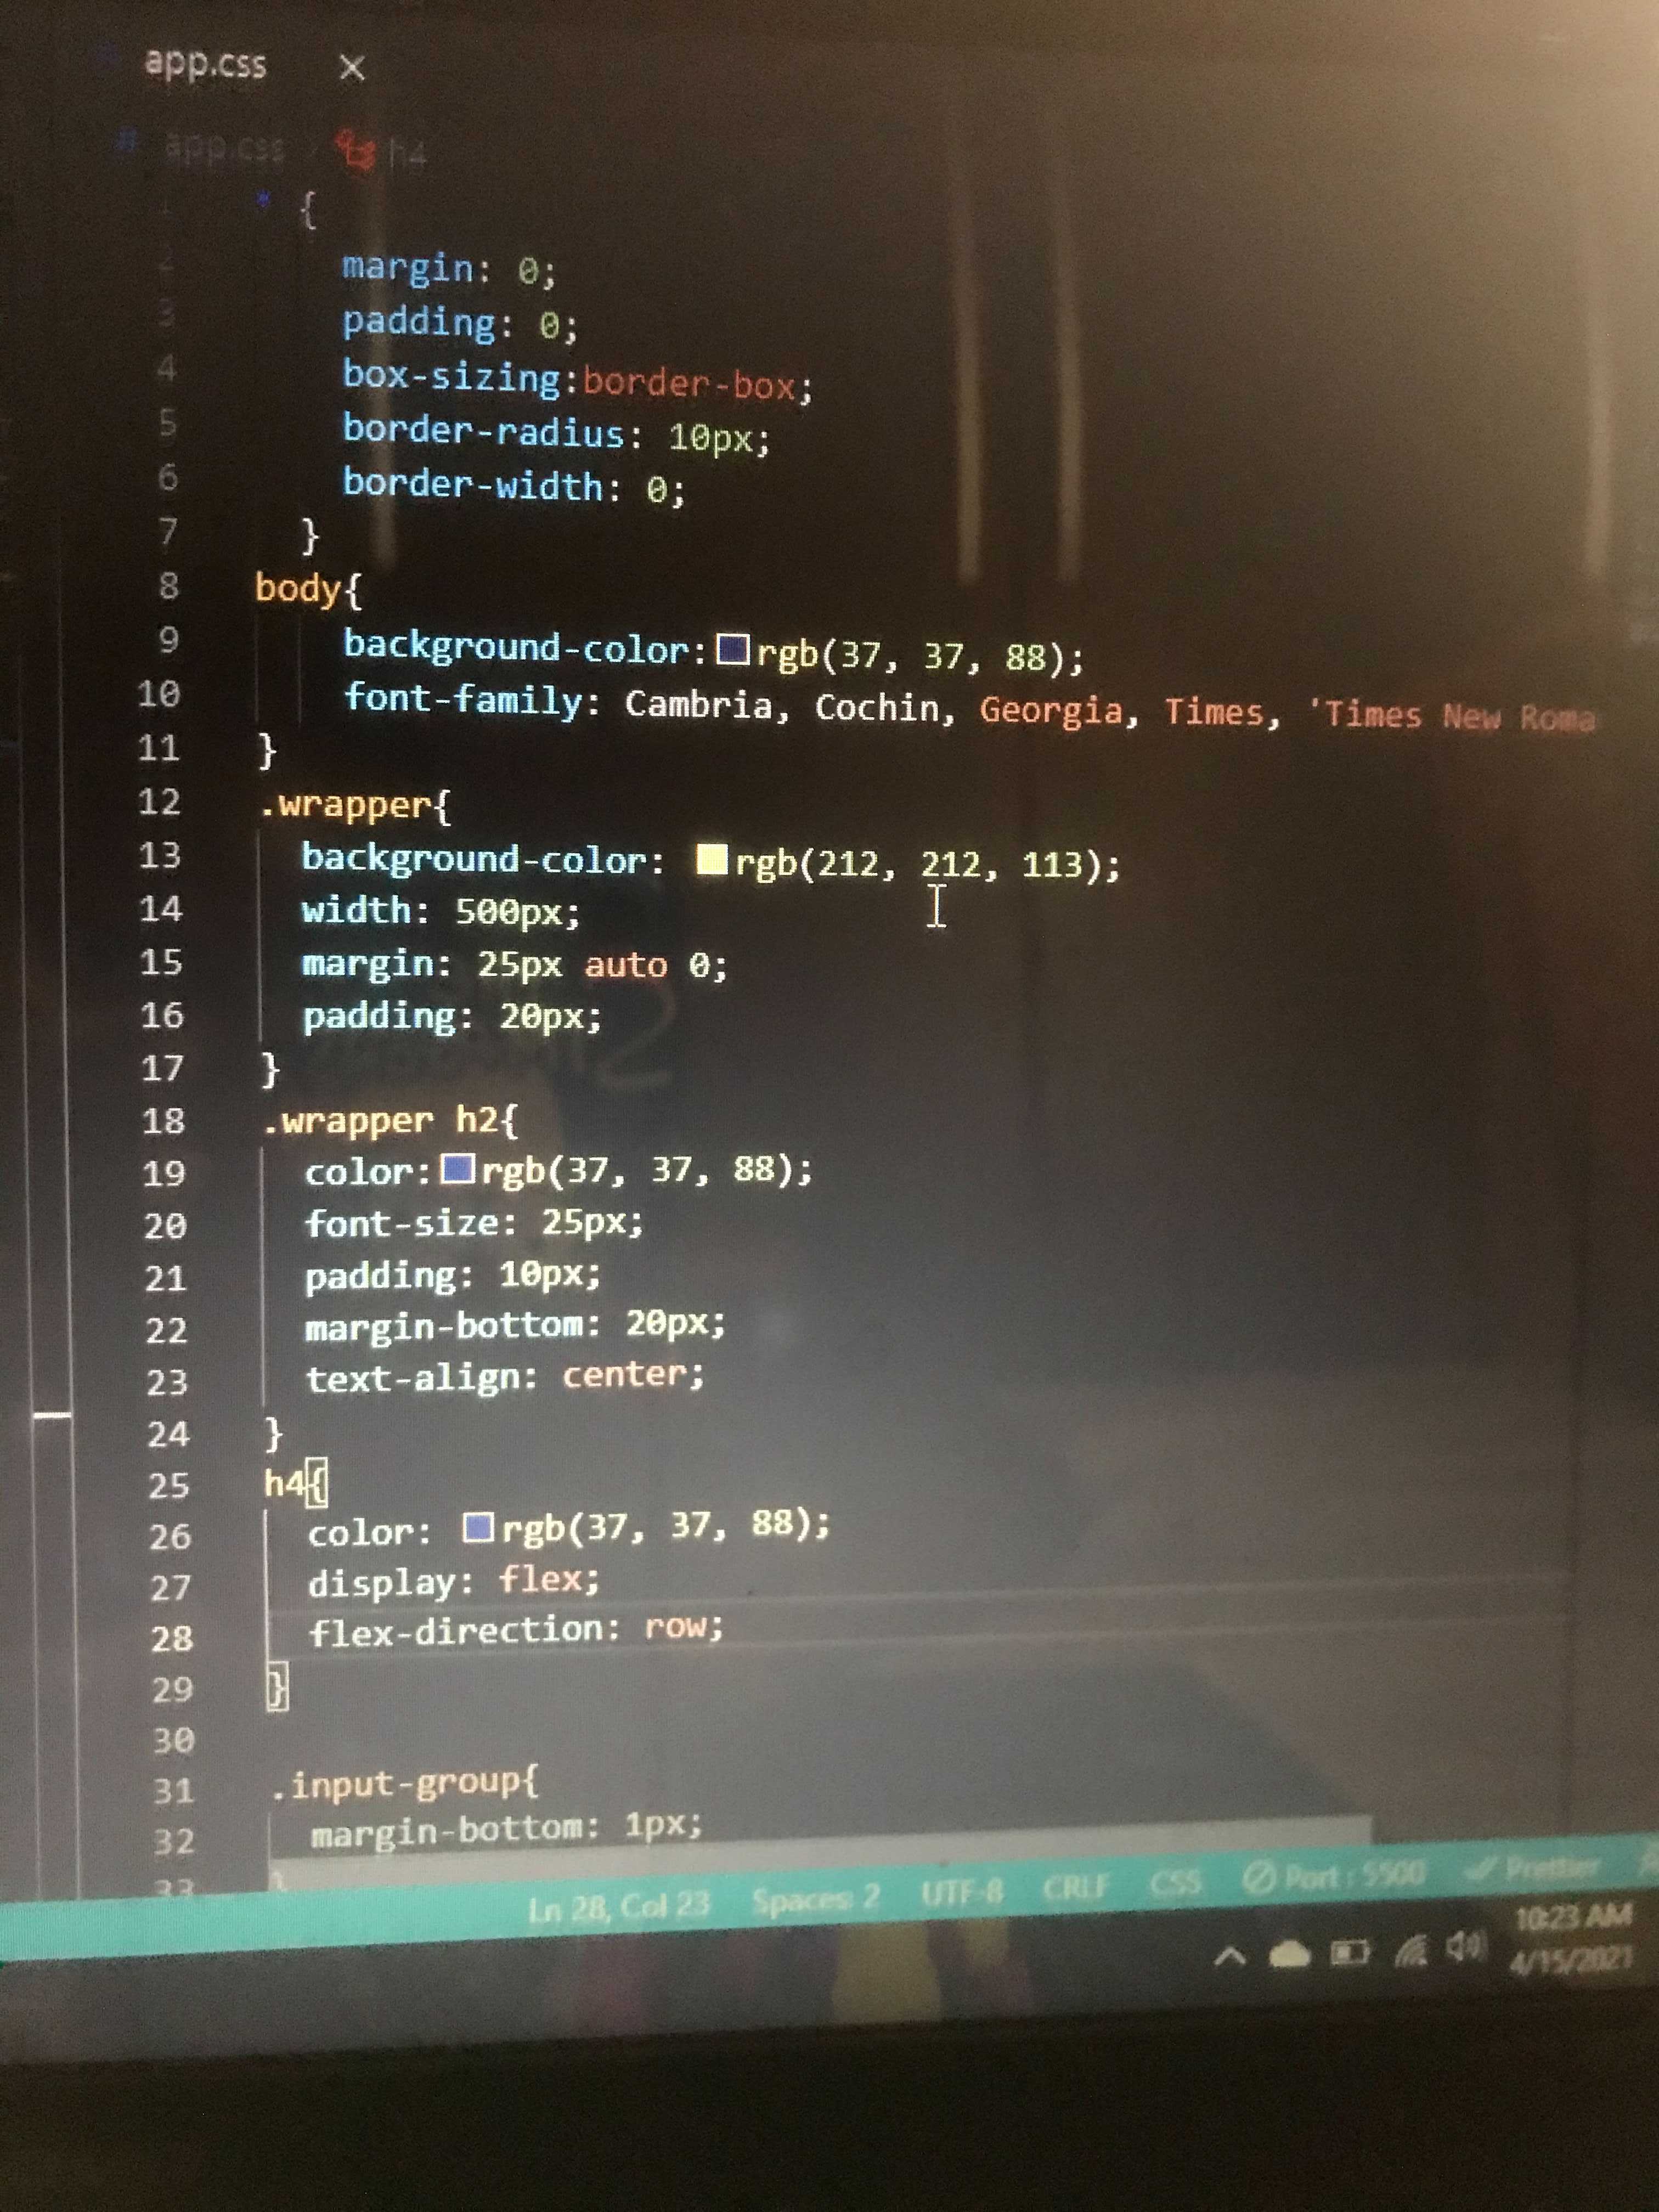 app.css ×
# app.css › h4
1 * {
2 margin: 0;
3 padding: 0;
4 box-sizing:border-box;
5 border-radius: 10px;
6 border-width: 0;
7 }
8 body{
9 background-color: rgb(37, 37, 88);
10 font-family: Cambria, Cochin, Georgia, Times, 'Times New Roma
11 }
12 .wrapper{
13 background-color: rgb(212, 212, 113);
14 width: 500px;
15 margin: 25px auto 0;
16 padding: 20px;
17 }
18 .wrapper h2{
19 color: rgb(37, 37, 88);
20 font-size: 25px;
21 padding: 10px;
22 margin-bottom: 20px;
23 text-align: center;
24 }
25 h4{
26 color: rgb(37, 37, 88);
27 display: flex;
28 flex-direction: row;
29 }
30
31 .input-group{
32 margin-bottom: 1px;
33 }
Ln 28, Col 23 Spaces: 2 UTF-8 CRLF CSS Port : 5500 Prettier
10:23 AM
4/15/2021